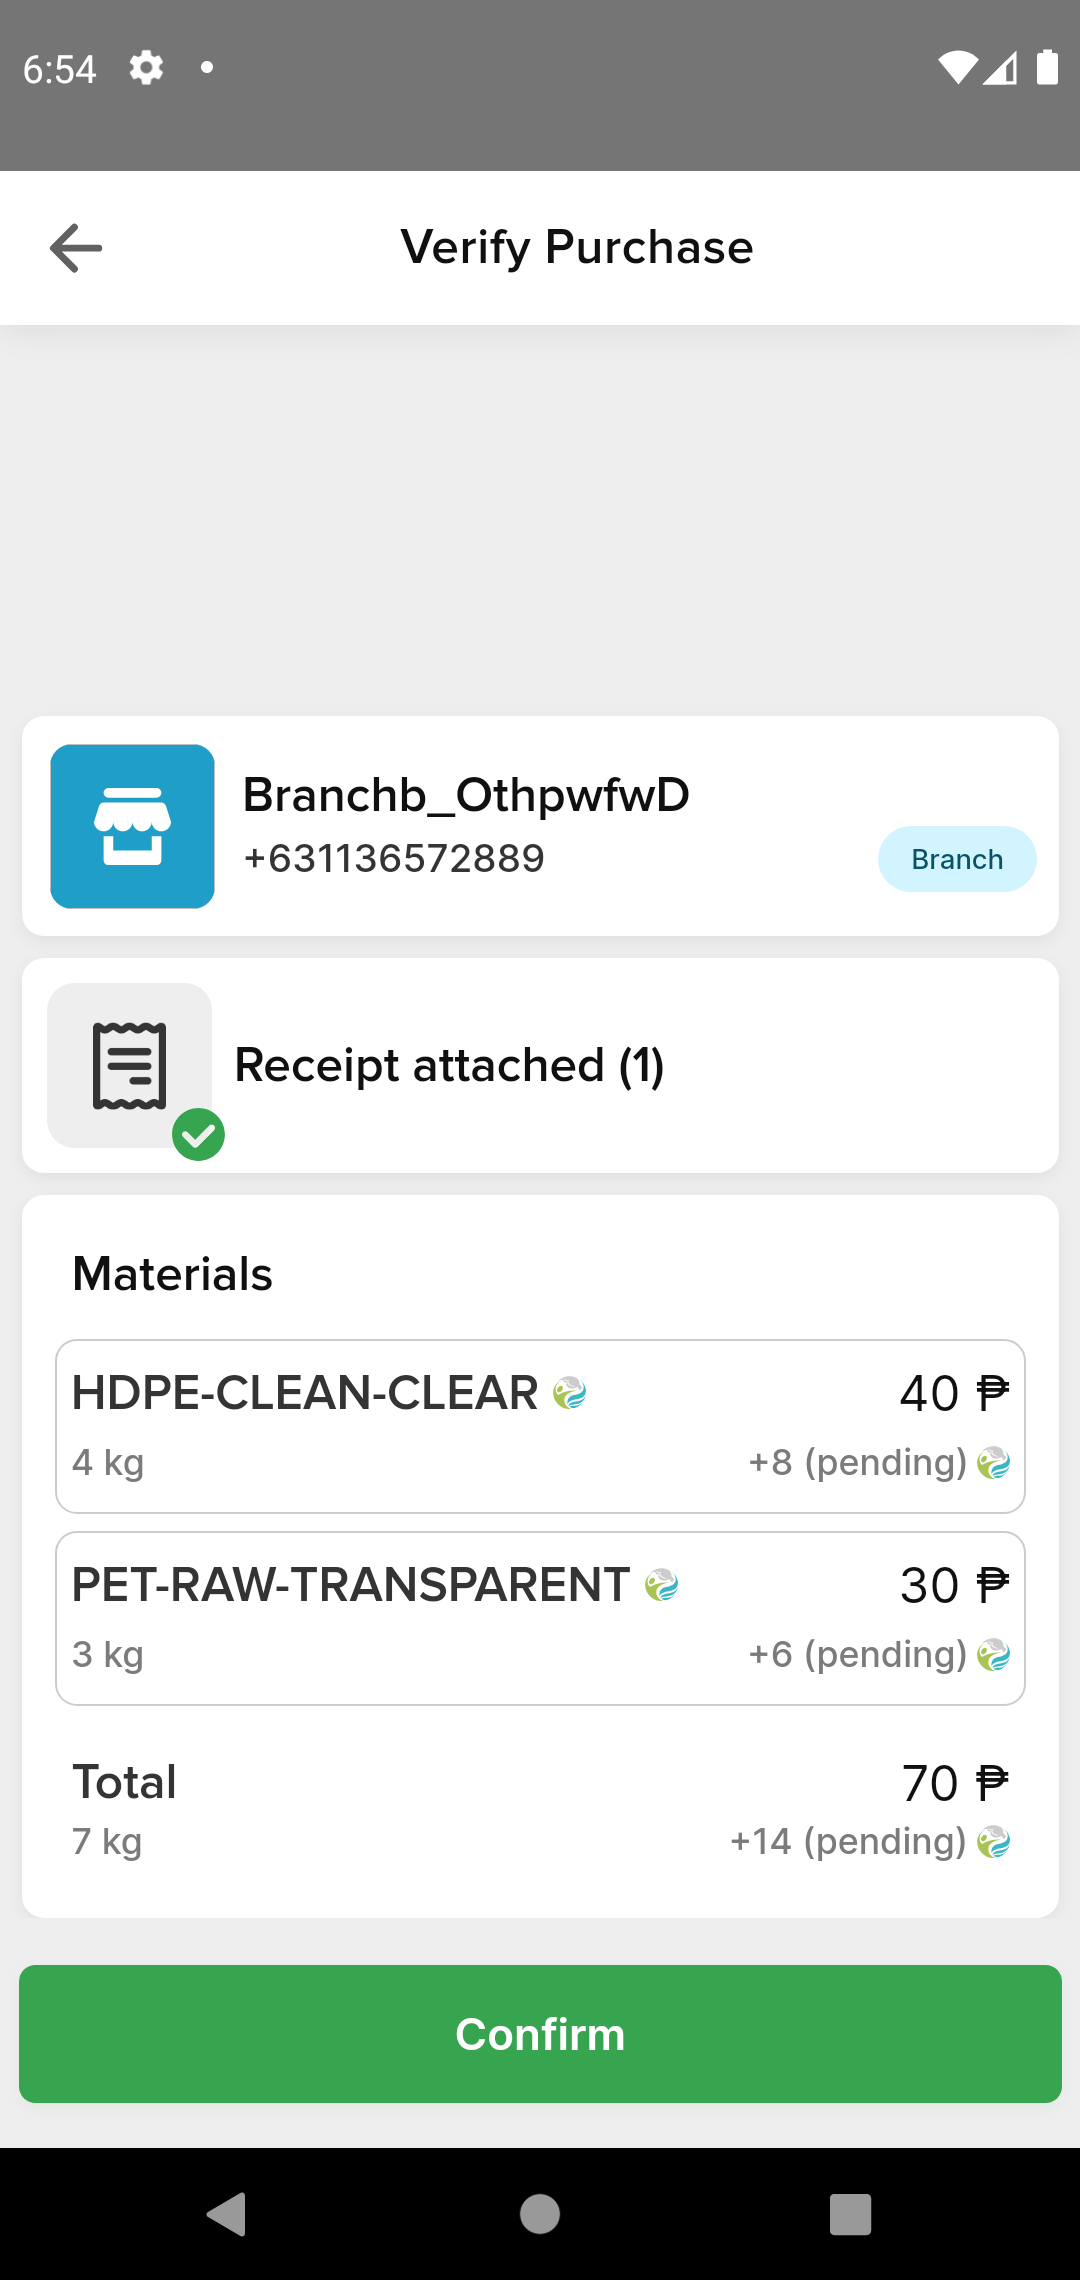 6:54
Verify Purchase
Branchb_OthpwfwD
+631136572889
Branch
Receipt attached (1)
Materials
HDPE-CLEAN-CLEAR 40 ₱
4 kg +8 (pending)
PET-RAW-TRANSPARENT 30 ₱
3 kg +6 (pending)
Total 70 ₱
7 kg +14 (pending)
Confirm